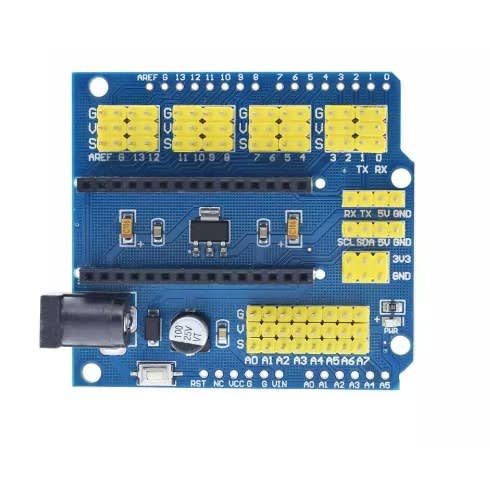 AREF G 13 12 11 10 9 8 7 6 5 4 3 2 1 0
G G G G
V V V V
S S S S
AREF G 13 12 11 10 9 8 7 6 5 4 3 2 1 0
TX RX
RX TX 5V GND
+
+
SCL SDA 5V GND
3V3
GND
G
V
S
100
25V
VT
+
PWR
A0 A1 A2 A3 A4 A5 A6 A7
RST NC VCC G G VIN A0 A1 A2 A3 A4 A5